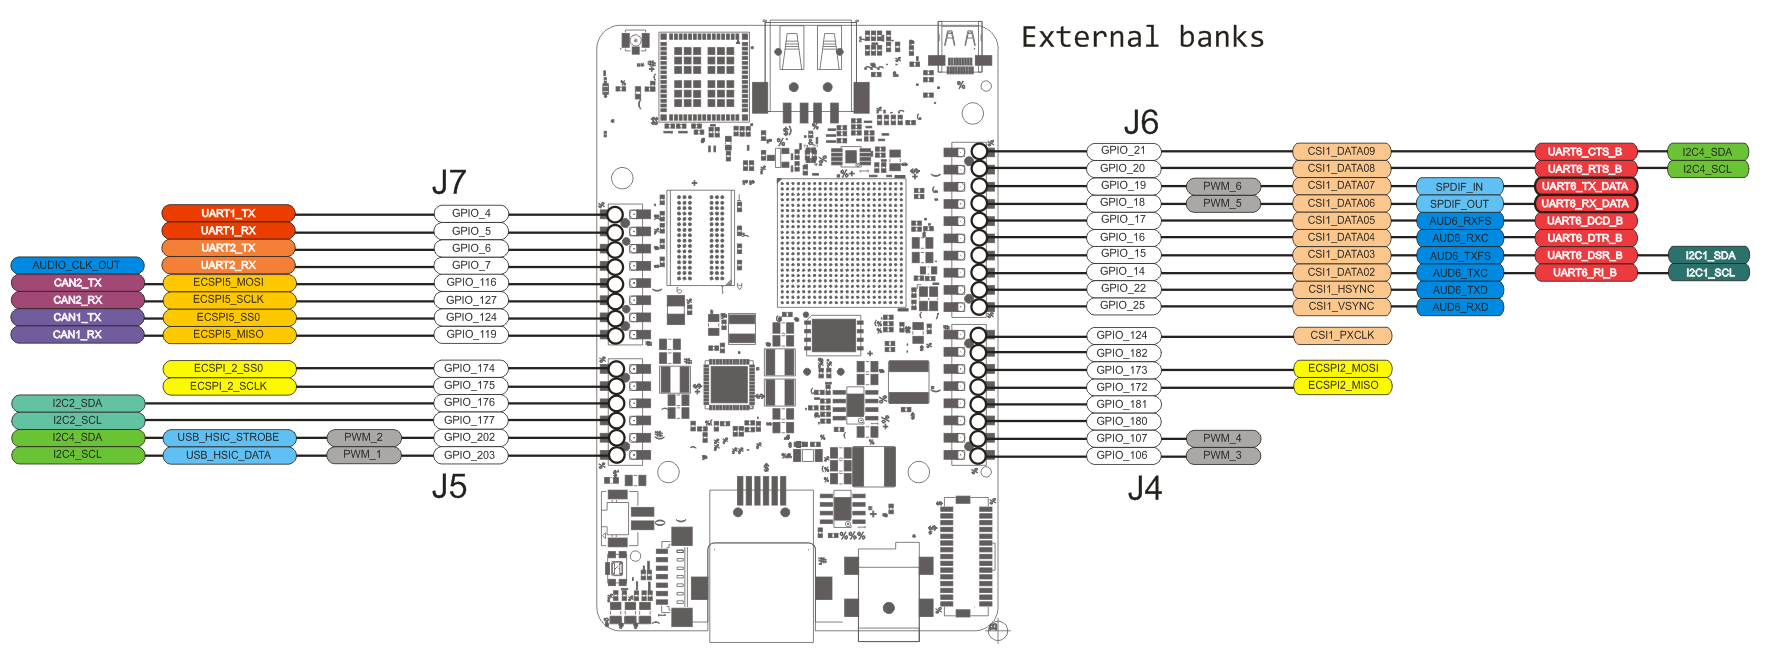 External banks
J7
UART1_TX GPIO_4
UART1_RX GPIO_5
UART2_TX GPIO_6
AUDIO_CLK_OUT UART2_RX GPIO_7
CAN2_TX ECSPI5_MOSI GPIO_116
CAN2_RX ECSPI5_SCLK GPIO_127
CAN1_TX ECSPI5_SS0 GPIO_124
CAN1_RX ECSPI5_MISO GPIO_119
ECSPI_2_SS0 GPIO_174
ECSPI_2_SCLK GPIO_175
I2C2_SDA GPIO_176
I2C2_SCL GPIO_177
I2C4_SDA USB_HSIC_STROBE PWM_2 GPIO_202
I2C4_SCL USB_HSIC_DATA PWM_1 GPIO_203
J5
J6
GPIO_21 CSI1_DATA09 UART6_CTS_B I2C4_SDA
GPIO_20 CSI1_DATA08 UART6_RTS_B I2C4_SCL
GPIO_19 PWM_6 CSI1_DATA07 SPDIF_IN UART6_TX_DATA
GPIO_18 PWM_5 CSI1_DATA06 SPDIF_OUT UART6_RX_DATA
GPIO_17 CSI1_DATA05 AUD6_RXFS UART6_DCD_B
GPIO_16 CSI1_DATA04 AUD6_RXC UART6_DTR_B
GPIO_15 CSI1_DATA03 AUD6_TXFS UART6_DSR_B I2C1_SDA
GPIO_14 CSI1_DATA02 AUD6_TXC UART6_RI_B I2C1_SCL
GPIO_22 CSI1_HSYNC AUD6_TXD
GPIO_25 CSI1_VSYNC AUD6_RXD
GPIO_124 CSI1_PXCLK
GPIO_182
GPIO_173 ECSPI2_MOSI
GPIO_172 ECSPI2_MISO
GPIO_181
GPIO_180
GPIO_107 PWM_4
GPIO_106 PWM_3
J4